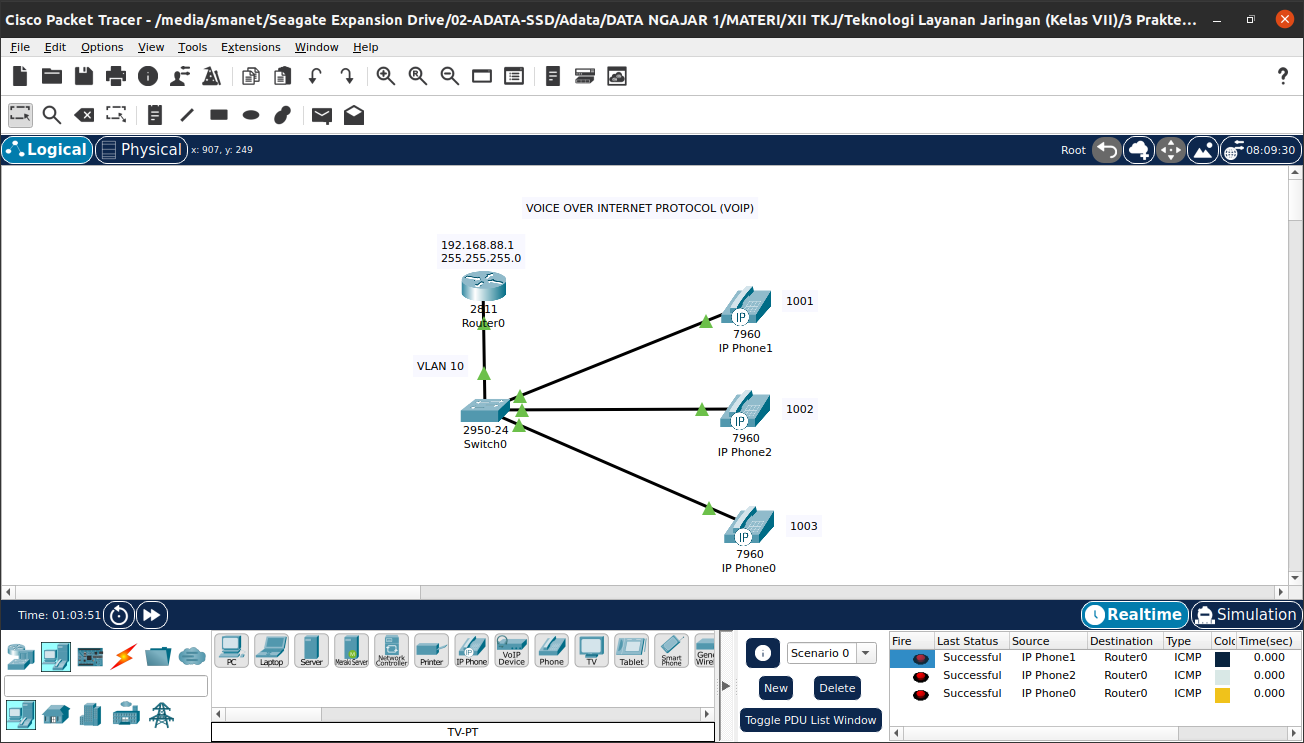 Cisco Packet Tracer - /media/smanet/Seagate Expansion Drive/02-ADATA-SSD/Adata/DATA NGAJAR 1/MATERI/XII TKJ/Teknologi Layanan Jaringan (Kelas VII)/3 Prakte...
File Edit Options View Tools Extensions Window Help
Logical Physical x: 907, y: 249 Root 08:09:30
VOICE OVER INTERNET PROTOCOL (VOIP)
192.168.88.1
255.255.255.0
2811
Router0
VLAN 10
2950-24
Switch0
1001
IP
7960
IP Phone1
1002
IP
7960
IP Phone2
1003
IP
7960
IP Phone0
Time: 01:03:51 Realtime Simulation
PC Laptop Server Meraki Server Network Controller Printer IP Phone VoIP Device Phone TV Tablet Smart Phone
TV-PT
Scenario 0
New Delete
Toggle PDU List Window
Fire Last Status Source Destination Type Colo Time(sec)
Successful IP Phone1 Router0 ICMP 0.000
Successful IP Phone2 Router0 ICMP 0.000
Successful IP Phone0 Router0 ICMP 0.000